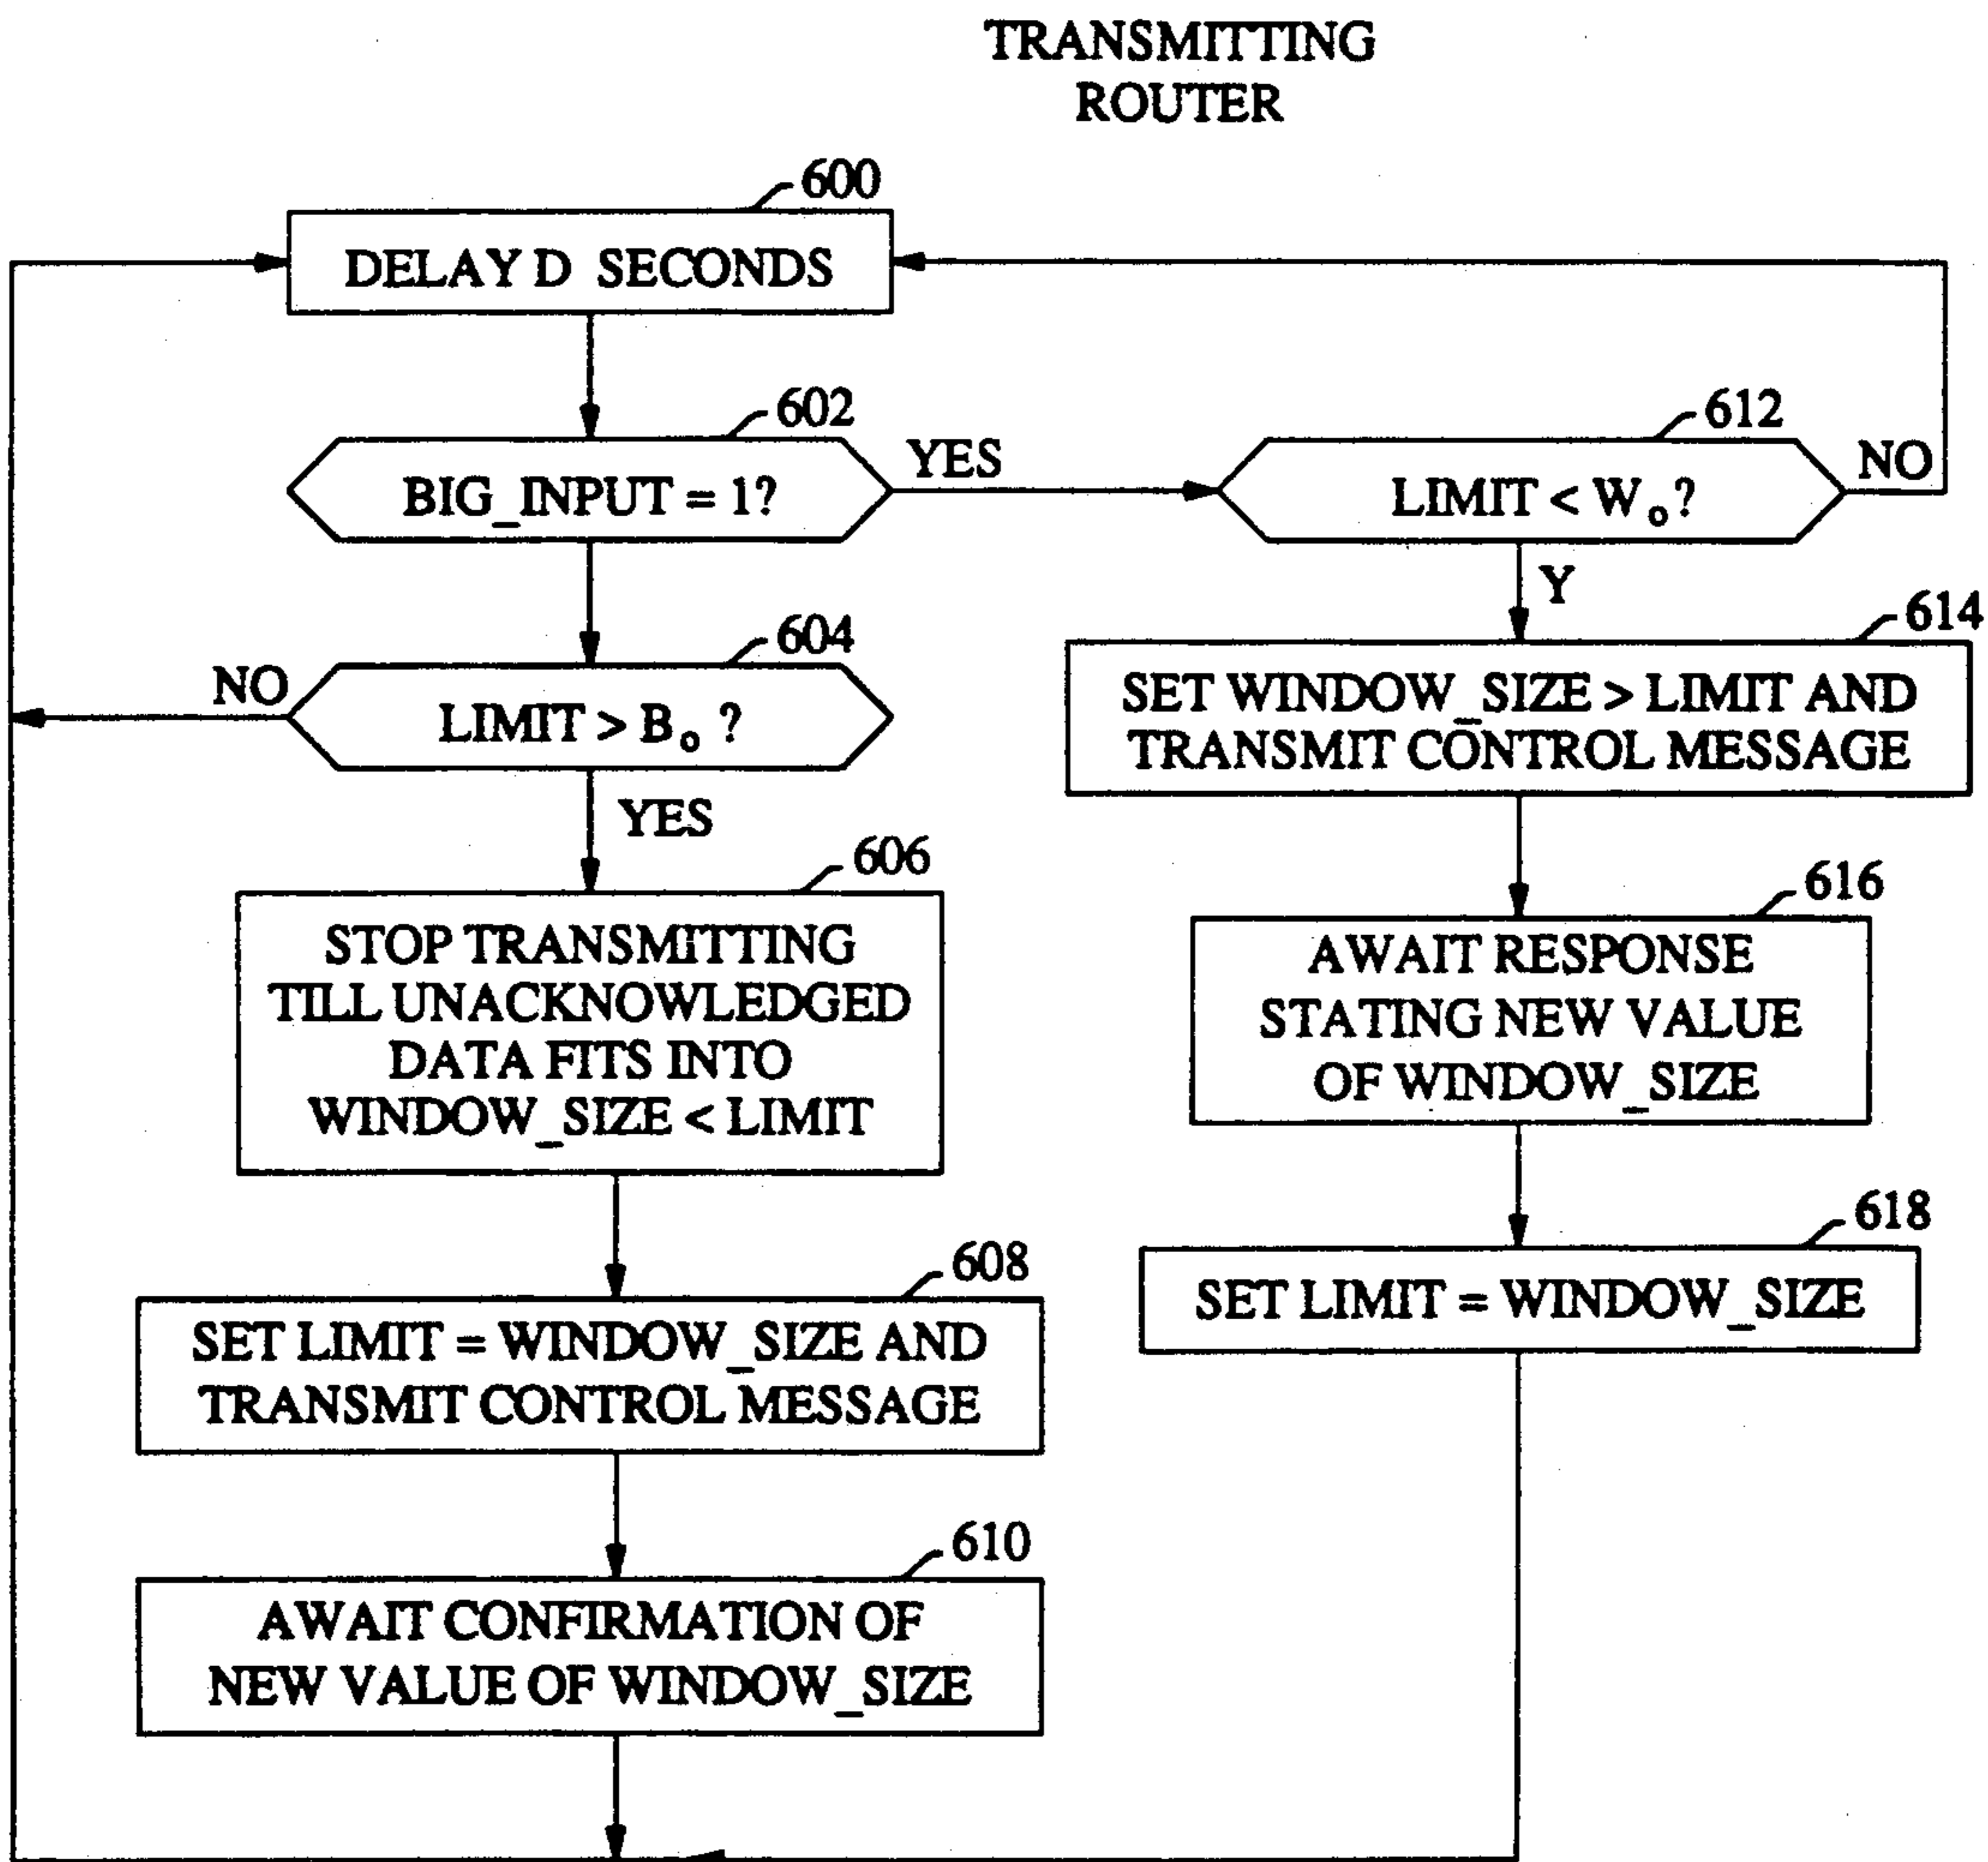 TRANSMITTING
ROUTER
600
DELAY D SECONDS
602
BIG_INPUT = 1?
YES
612
LIMIT < Wo?
NO
Y
604
LIMIT > Bo ?
NO
YES
614
SET WINDOW_SIZE > LIMIT AND
TRANSMIT CONTROL MESSAGE
606
STOP TRANSMITTING
TILL UNACKNOWLEDGED
DATA FITS INTO
WINDOW_SIZE < LIMIT
616
AWAIT RESPONSE
STATING NEW VALUE
OF WINDOW_SIZE
608
SET LIMIT = WINDOW_SIZE AND
TRANSMIT CONTROL MESSAGE
618
SET LIMIT = WINDOW_SIZE
610
AWAIT CONFIRMATION OF
NEW VALUE OF WINDOW_SIZE